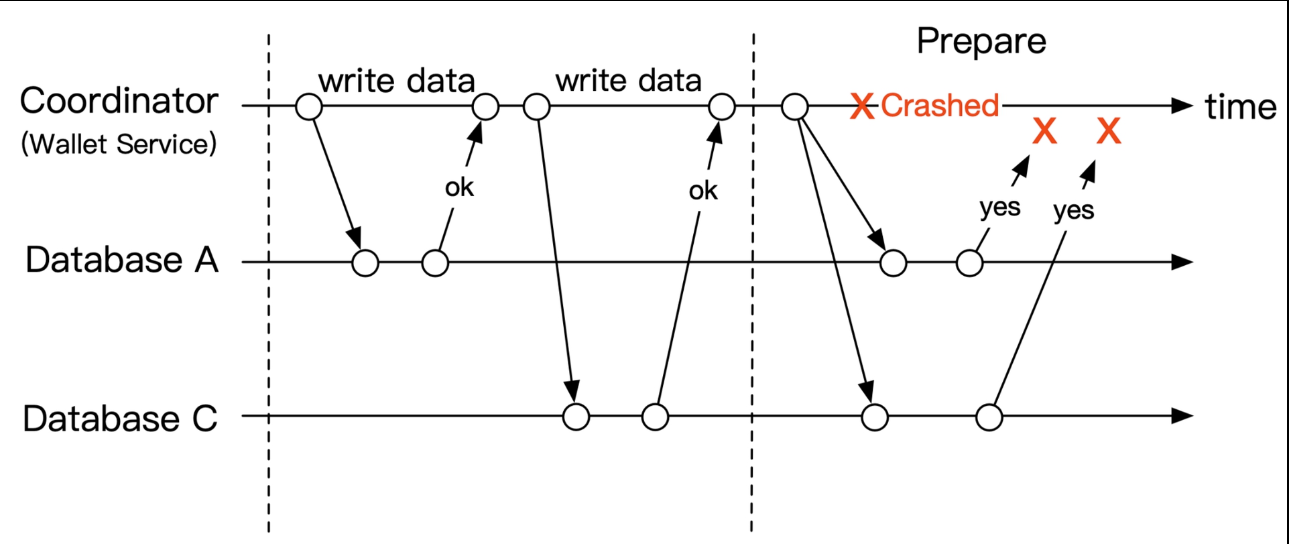 Prepare
write data
write data
Coordinator
(Wallet Service)
X Crashed
time
X
X
ok
ok
yes
yes
Database A
Database C